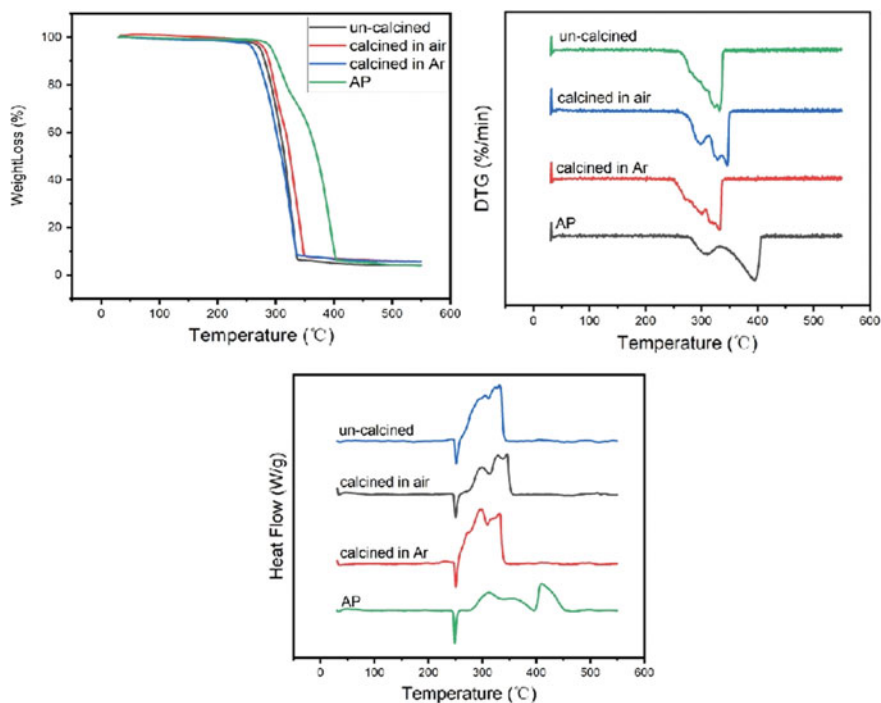 un-calcined
calcined in air
calcined in Ar
AP
WeightLoss (%)
100
80
60
40
20
0
0
100
200
300
400
500
600
Temperature (℃)
un-calcined
calcined in air
calcined in Ar
AP
DTG (%/min)
0
100
200
300
400
500
600
Temperature (℃)
un-calcined
calcined in air
calcined in Ar
AP
Heat Flow (W/g)
0
100
200
300
400
500
600
Temperature (℃)